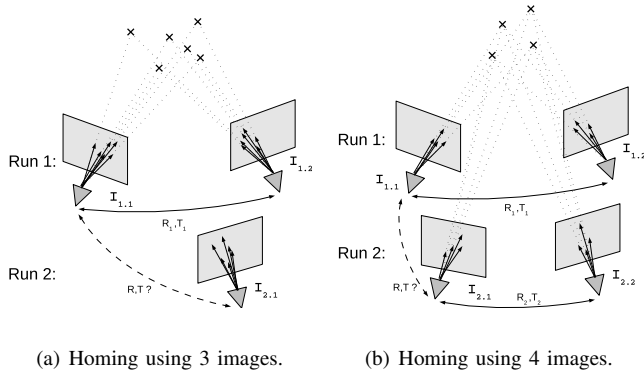 Run 1:
I1.1
I1.2
R1,T1
Run 2:
R,T ?
I2.1
(a) Homing using 3 images.
Run 1:
I1.1
I1.2
R1,T1
Run 2:
R,T ?
I2.1
I2.2
R2,T2
(b) Homing using 4 images.